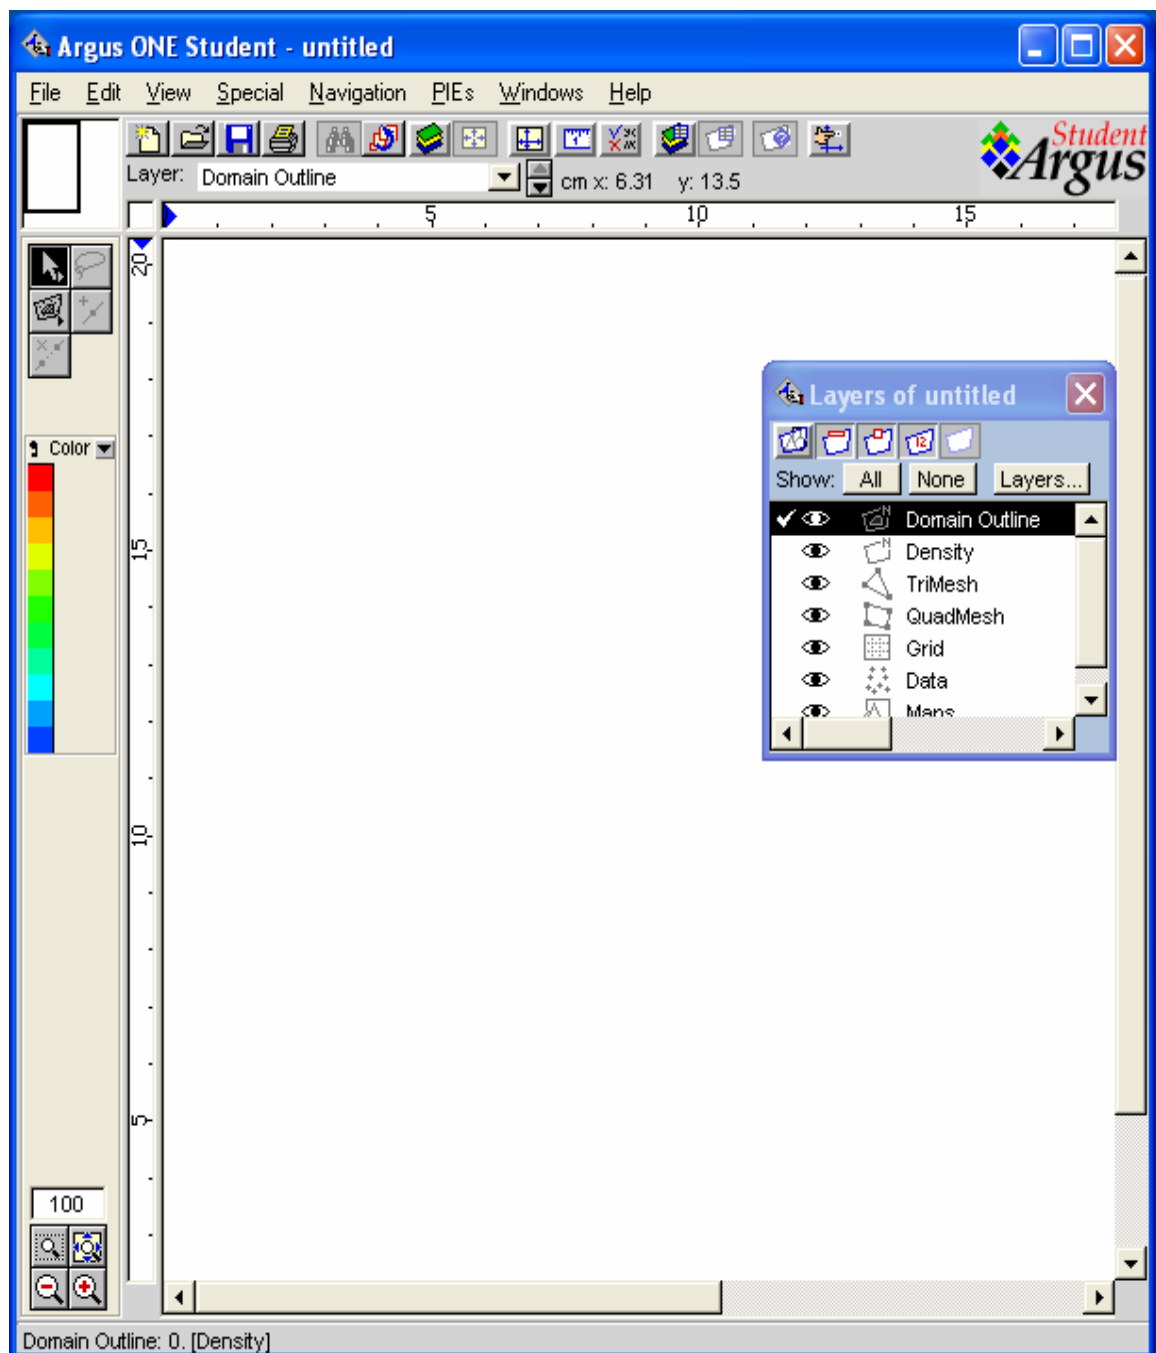 Argus ONE Student - untitled
File Edit View Special Navigation PIEs Windows Help
Student
Argus
Layer: Domain Outline cm x: 6.31 y: 13.5
5 10 15
20
15
10
5
Color
Layers of untitled
12
Show: All None Layers...
N Domain Outline
N Density
TriMesh
QuadMesh
Grid
Data
Maps
100
Domain Outline: 0. [Density]